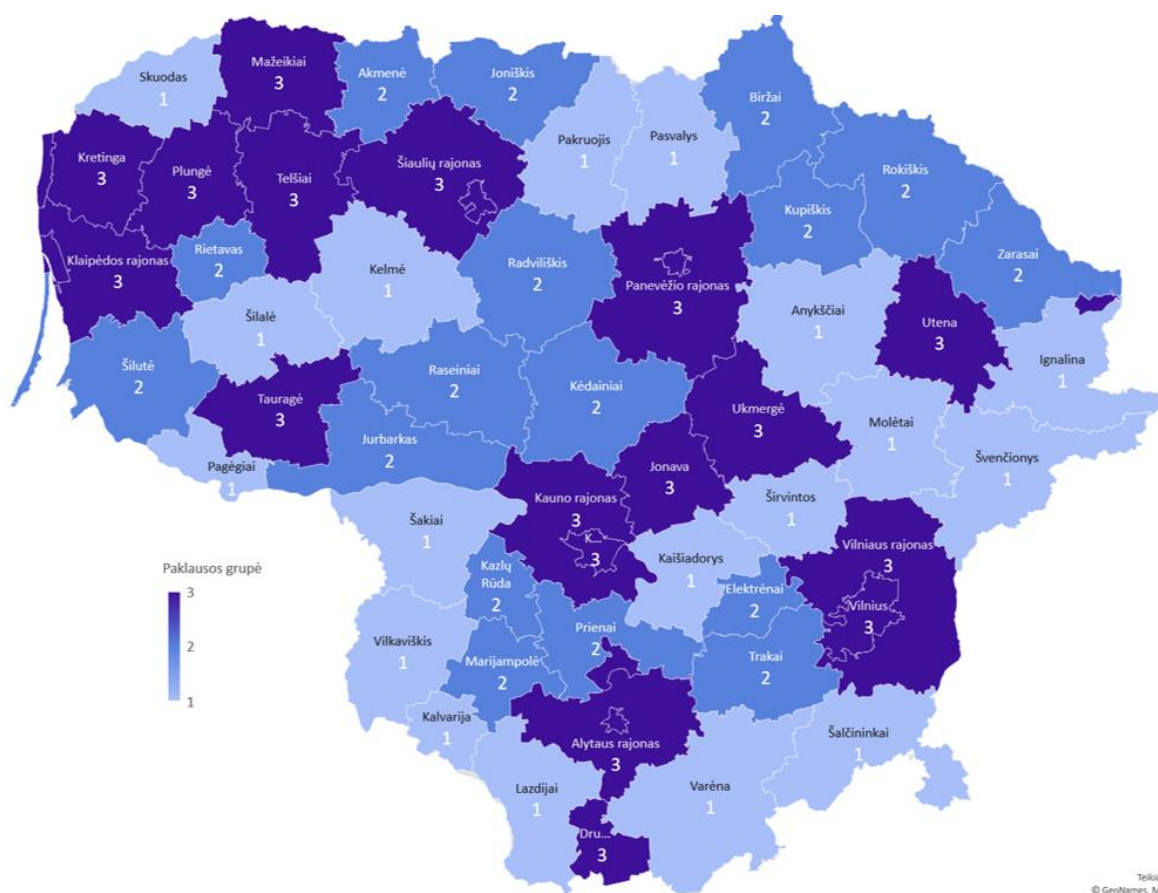 Mažeikiai
3
Skuodas
1
Akmenė
2
Joniškis
2
Biržai
2
Pakruojis
1
Pasvalys
1
Kretinga
3
Plungė
3
Telšiai
3
Šiaulių rajonas
3
Rokiškis
2
Kupiškis
2
Zarasai
2
Klaipėdos rajonas
3
Rietavas
2
Kelmė
1
Radviliškis
2
Panevėžio rajonas
3
Anykščiai
1
Utena
3
Šilalė
1
Ignalina
1
Šilutė
2
Raseiniai
2
Kėdainiai
2
Tauragė
3
Ukmergė
3
Molėtai
1
Jurbarkas
2
Švenčionys
1
Pagėgiai
1
Jonava
3
Širvintos
1
Kauno rajonas
3
K...
3
Šakiai
1
Kaišiadorys
1
Vilniaus rajonas
3
Paklausos grupė
3
2
1
Kazlų
Rūda
2
Elektrėnai
2
Vilnius
3
Prienai
2
Vilkaviškis
1
Marijampolė
2
Trakai
2
Kalvarija
1
Alytaus rajonas
3
Šalčininkai
1
Lazdijai
1
Varėna
1
Dru...
3
Teikia
© GeoNames, M